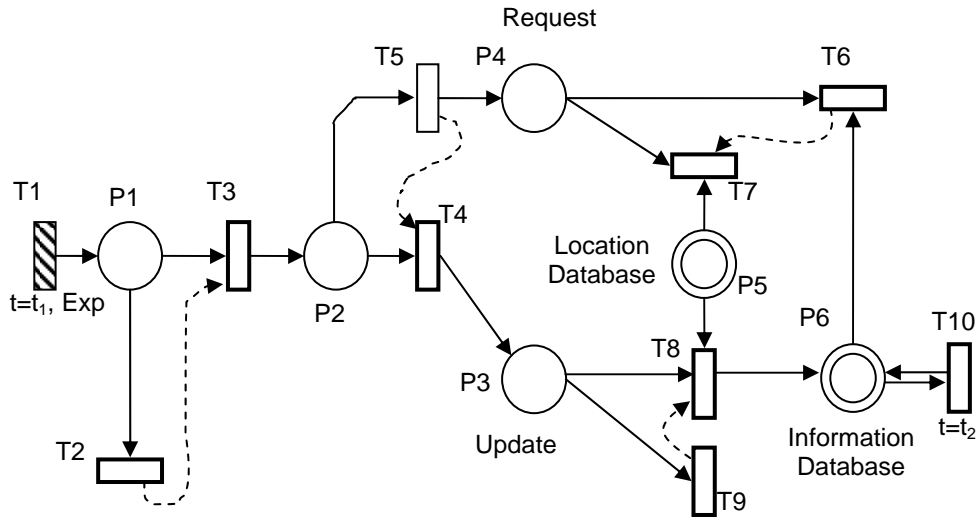 Request
T5
P4
T6
T1
P1
T3
T7
T4
Location
Database
P5
t=t₁, Exp
P2
P6
T10
T8
P3
T2
Update
Information
Database
t=t₂
T9